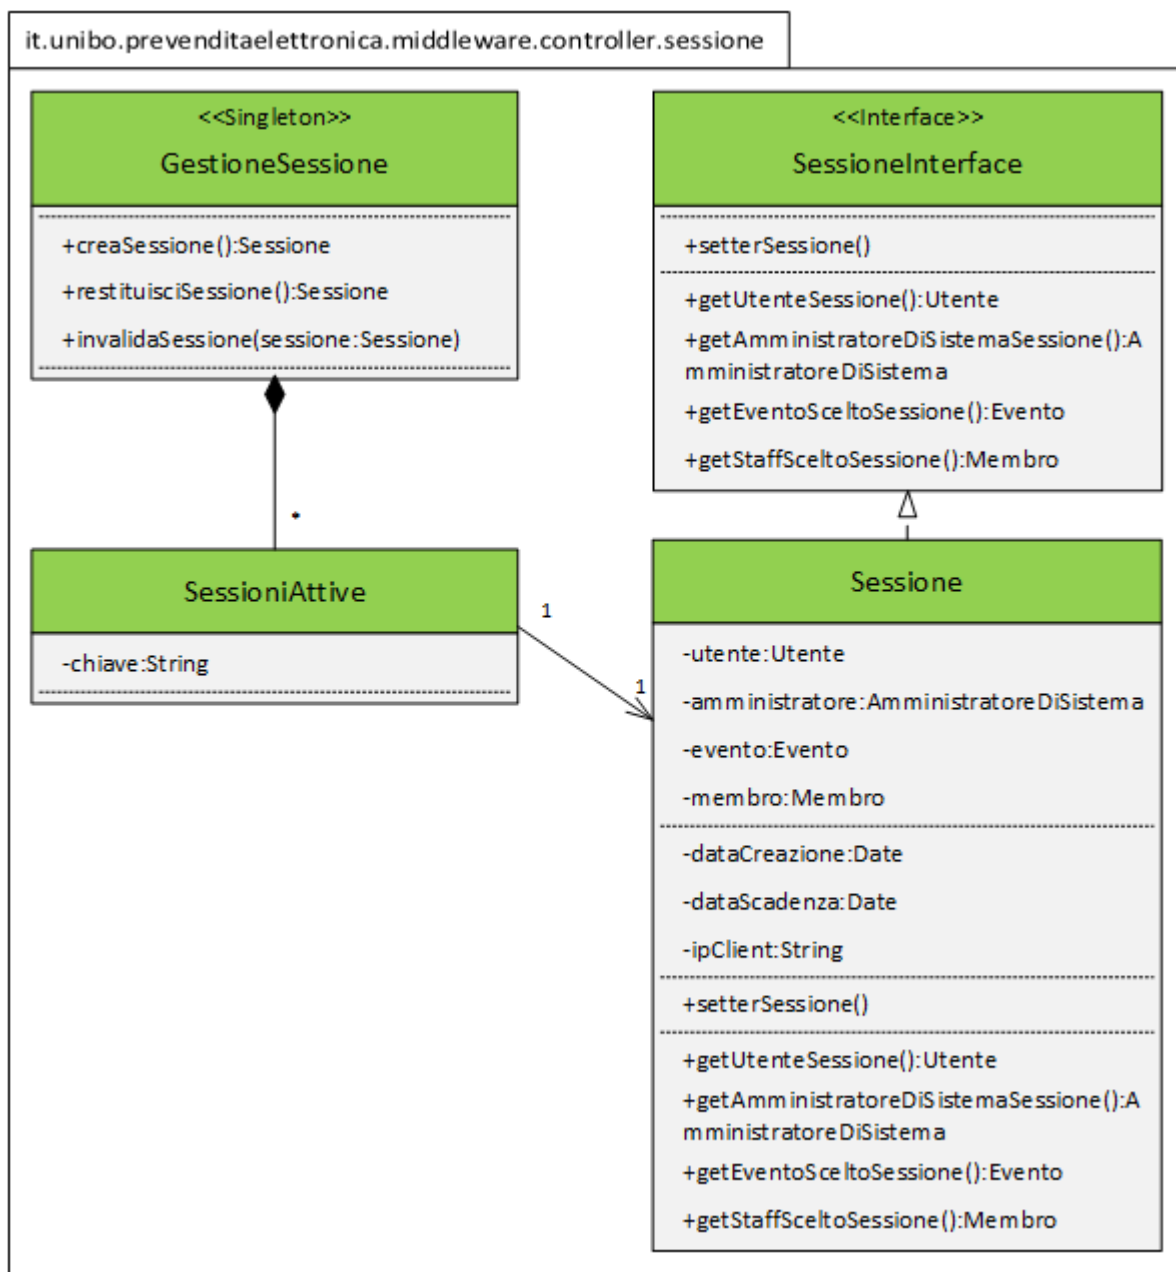 it.unibo.prevenditaelettronica.middleware.controller.sessione
<<Singleton>>
GestioneSessione
+creaSessione():Sessione
+restituisciSessione():Sessione
+invalidaSessione(sessione:Sessione)
*
SessioniAttive
-chiave:String
1
1
<<Interface>>
SessioneInterface
+setterSessione()
+getUtenteSessione():Utente
+getAmministratoreDiSistemaSessione():A
mministratoreDiSistema
+getEventoSceltoSessione():Evento
+getStaffSceltoSessione():Membro
Sessione
-utente:Utente
-amministratore:AmministratoreDiSistema
-evento:Evento
-membro:Membro
-dataCreazione:Date
-dataScadenza:Date
-ipClient:String
+setterSessione()
+getUtenteSessione():Utente
+getAmministratoreDiSistemaSessione():A
mministratoreDiSistema
+getEventoSceltoSessione():Evento
+getStaffSceltoSessione():Membro